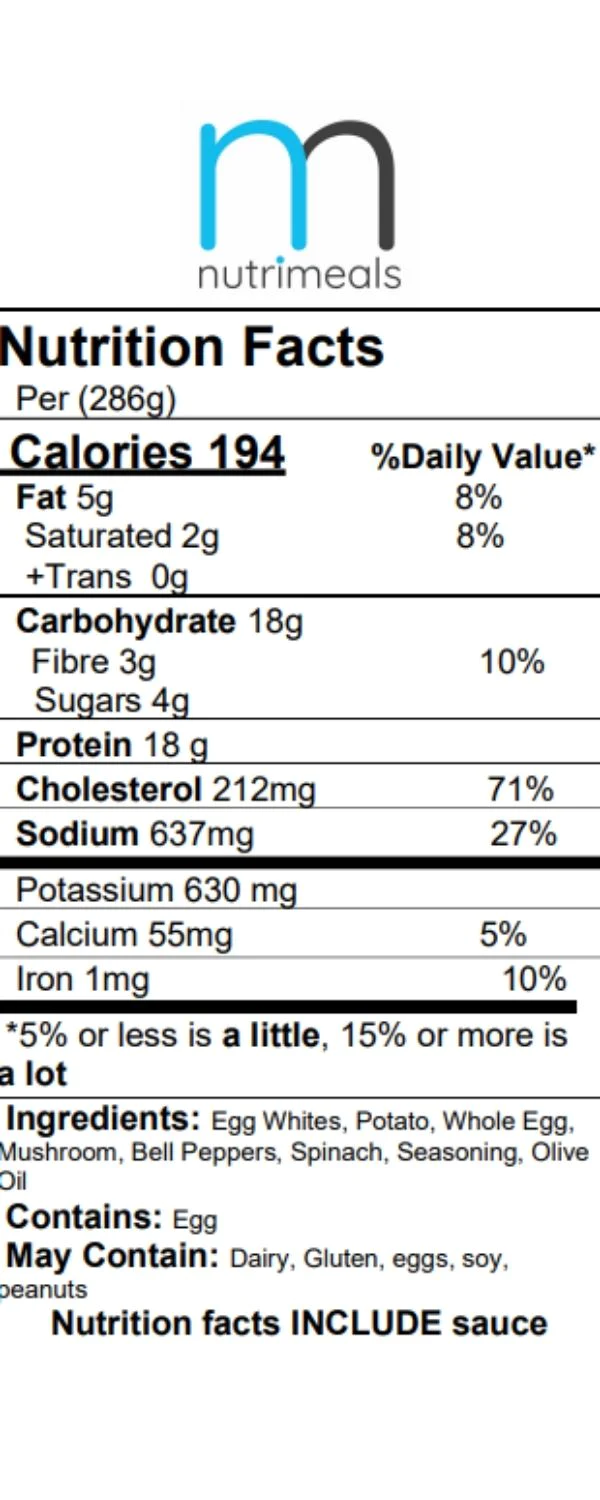 nutrimeals
Nutrition Facts
Per (286g)
Calories 194 %Daily Value*
Fat 5g 8%
Saturated 2g 8%
+Trans 0g
Carbohydrate 18g
Fibre 3g 10%
Sugars 4g
Protein 18 g
Cholesterol 212mg 71%
Sodium 637mg 27%
Potassium 630 mg
Calcium 55mg 5%
Iron 1mg 10%
*5% or less is a little, 15% or more is
a lot
Ingredients: Egg Whites, Potato, Whole Egg,
Mushroom, Bell Peppers, Spinach, Seasoning, Olive
Oil
Contains: Egg
May Contain: Dairy, Gluten, eggs, soy,
peanuts
Nutrition facts INCLUDE sauce